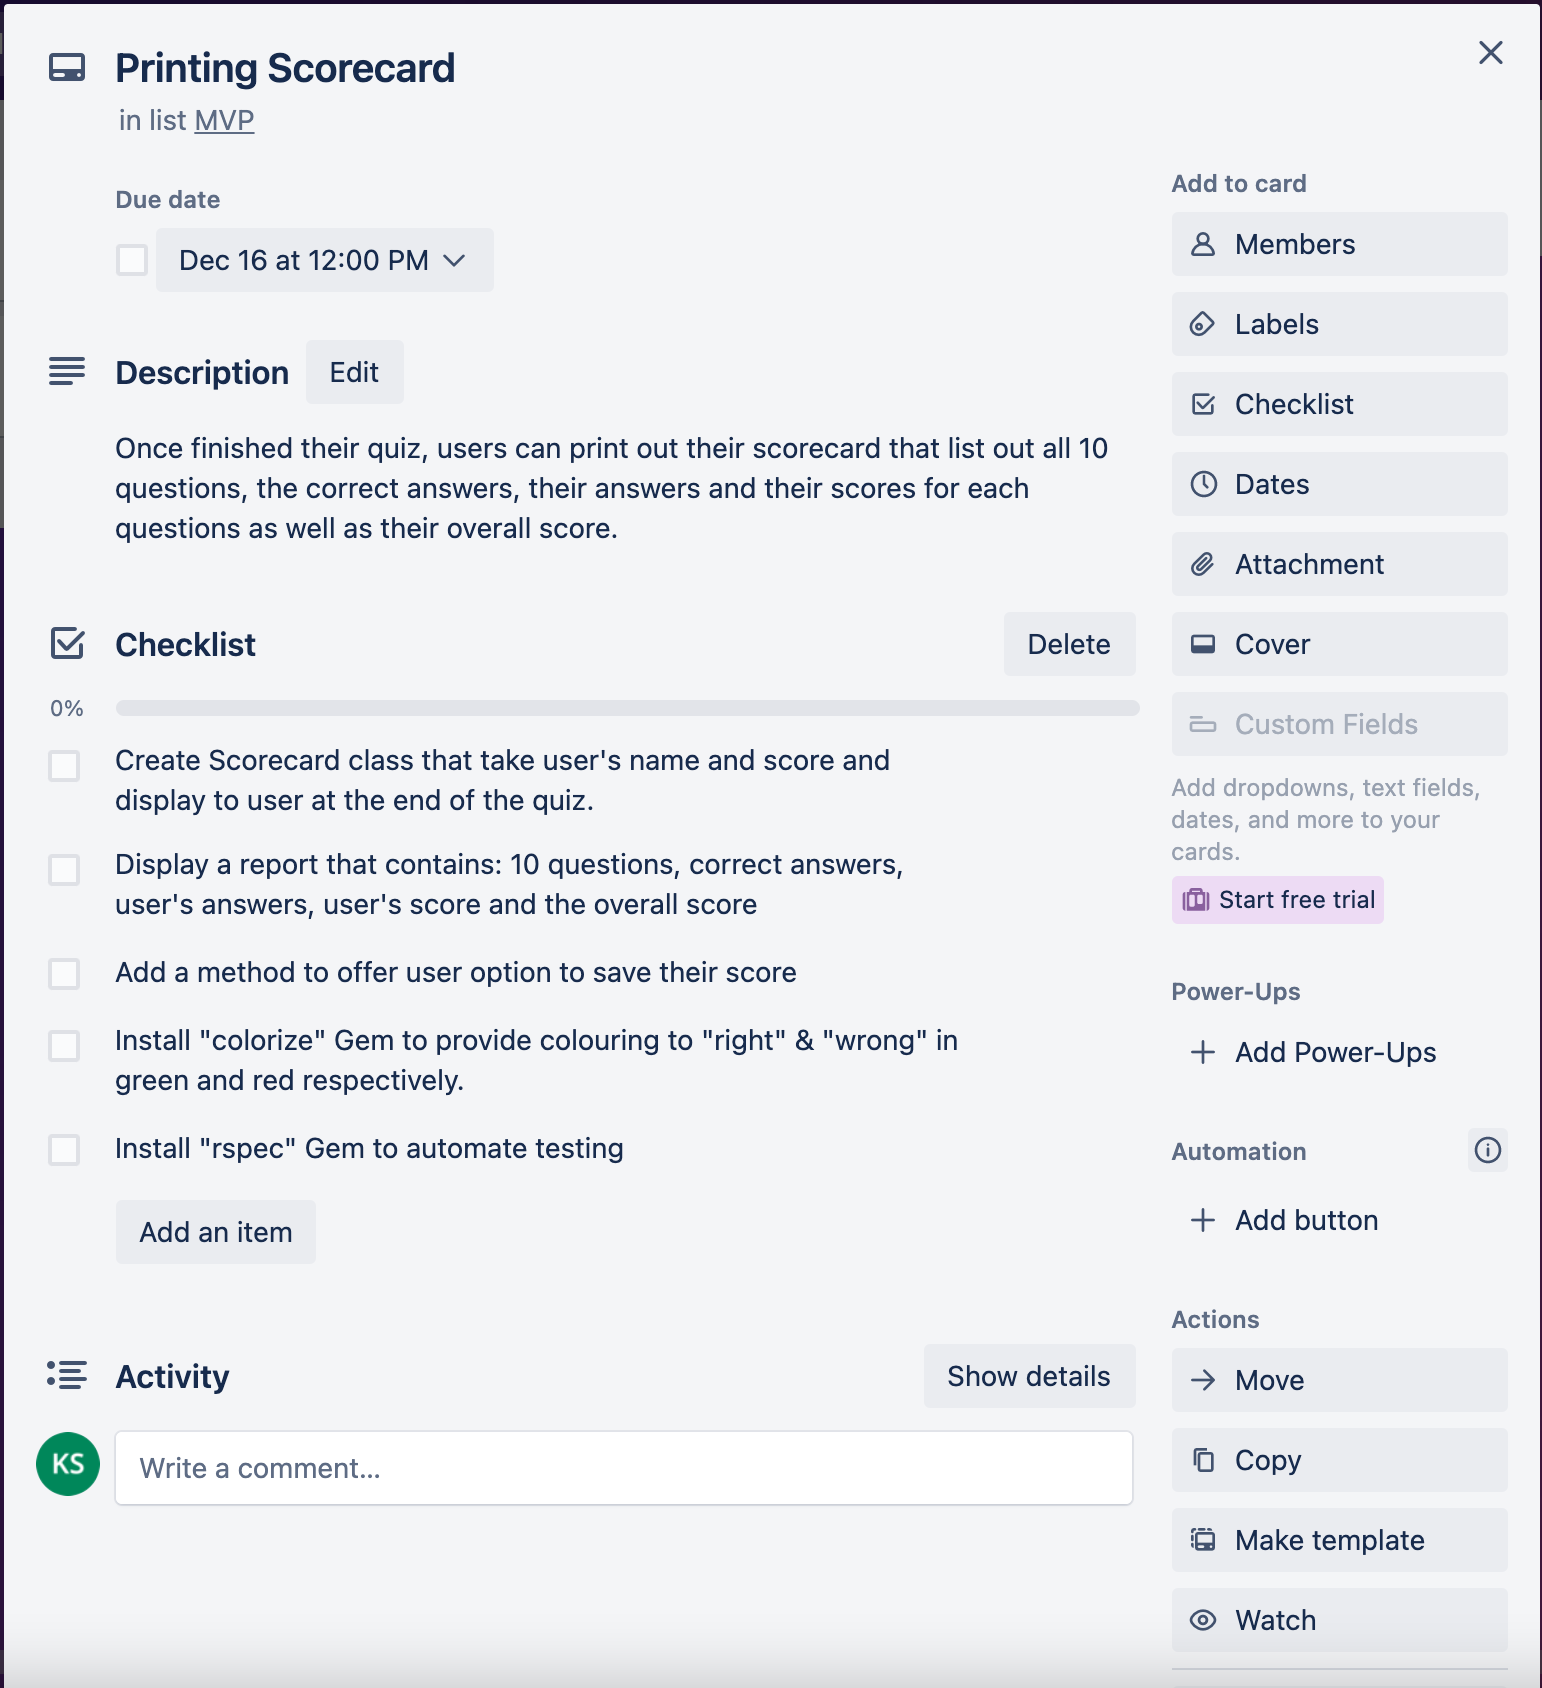 Printing Scorecard
in list MVP
Due date
Dec 16 at 12:00 PM
Description
Edit
Once finished their quiz, users can print out their scorecard that list out all 10
questions, the correct answers, their answers and their scores for each
questions as well as their overall score.
Checklist
Delete
0%
Create Scorecard class that take user's name and score and
display to user at the end of the quiz.
Display a report that contains: 10 questions, correct answers,
user's answers, user's score and the overall score
Add a method to offer user option to save their score
Install "colorize" Gem to provide colouring to "right" & "wrong" in
green and red respectively.
Install "rspec" Gem to automate testing
Add an item
Activity
Show details
KS
Write a comment...
Add to card
Members
Labels
Checklist
Dates
Attachment
Cover
Custom Fields
Add dropdowns, text fields,
dates, and more to your
cards.
Start free trial
Power-Ups
Add Power-Ups
Automation
Add button
Actions
Move
Copy
Make template
Watch